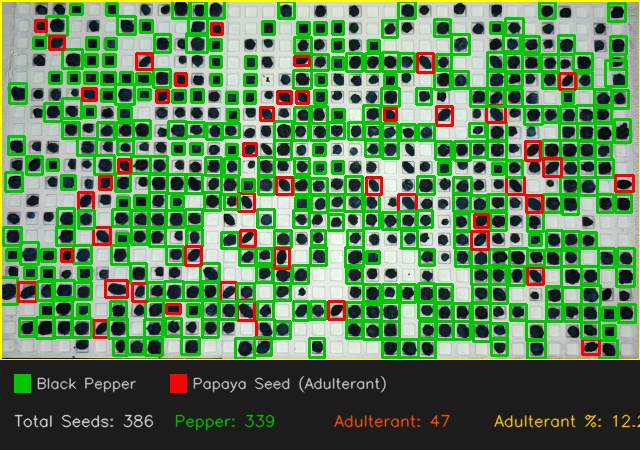 Black Pepper
Papaya Seed (Adulterant)
Total Seeds: 386
Pepper: 339
Adulterant: 47
Adulterant %: 12.2